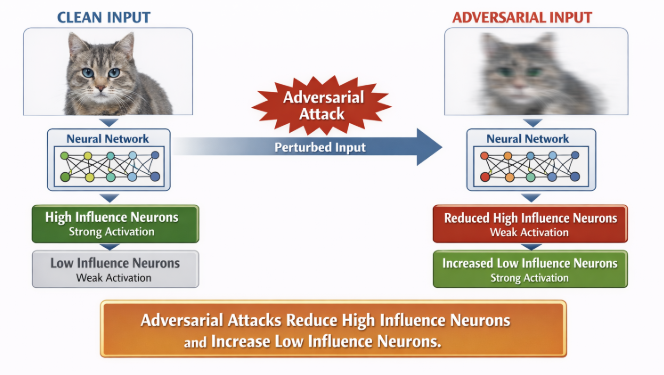 CLEAN INPUT
ADVERSARIAL INPUT
Adversarial
Attack
Perturbed Input
Neural Network
High Influence Neurons
Strong Activation
Low Influence Neurons
Weak Activation
Neural Network
Reduced High Influence Neurons
Weak Activation
Increased Low Influence Neurons
Strong Activation
Adversarial Attacks Reduce High Influence Neurons
and Increase Low Influence Neurons.